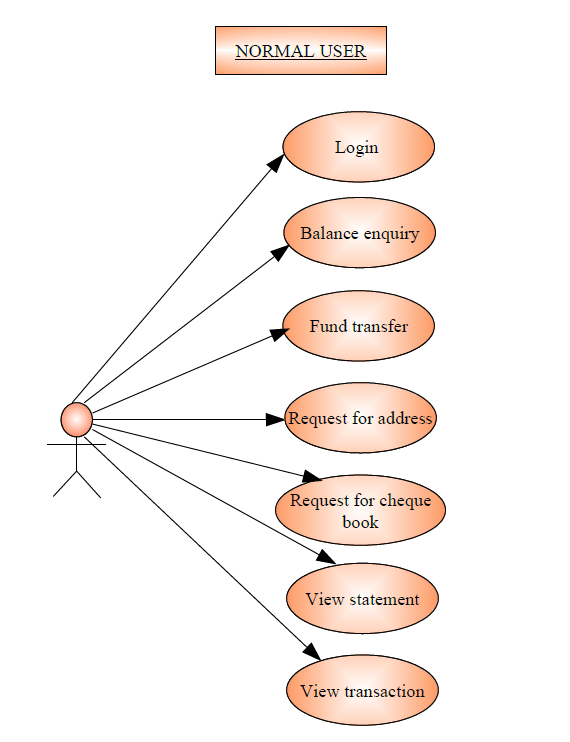 NORMAL USER
Login
Balance enquiry
Fund transfer
Request for address
Request for cheque
book
View statement
View transaction